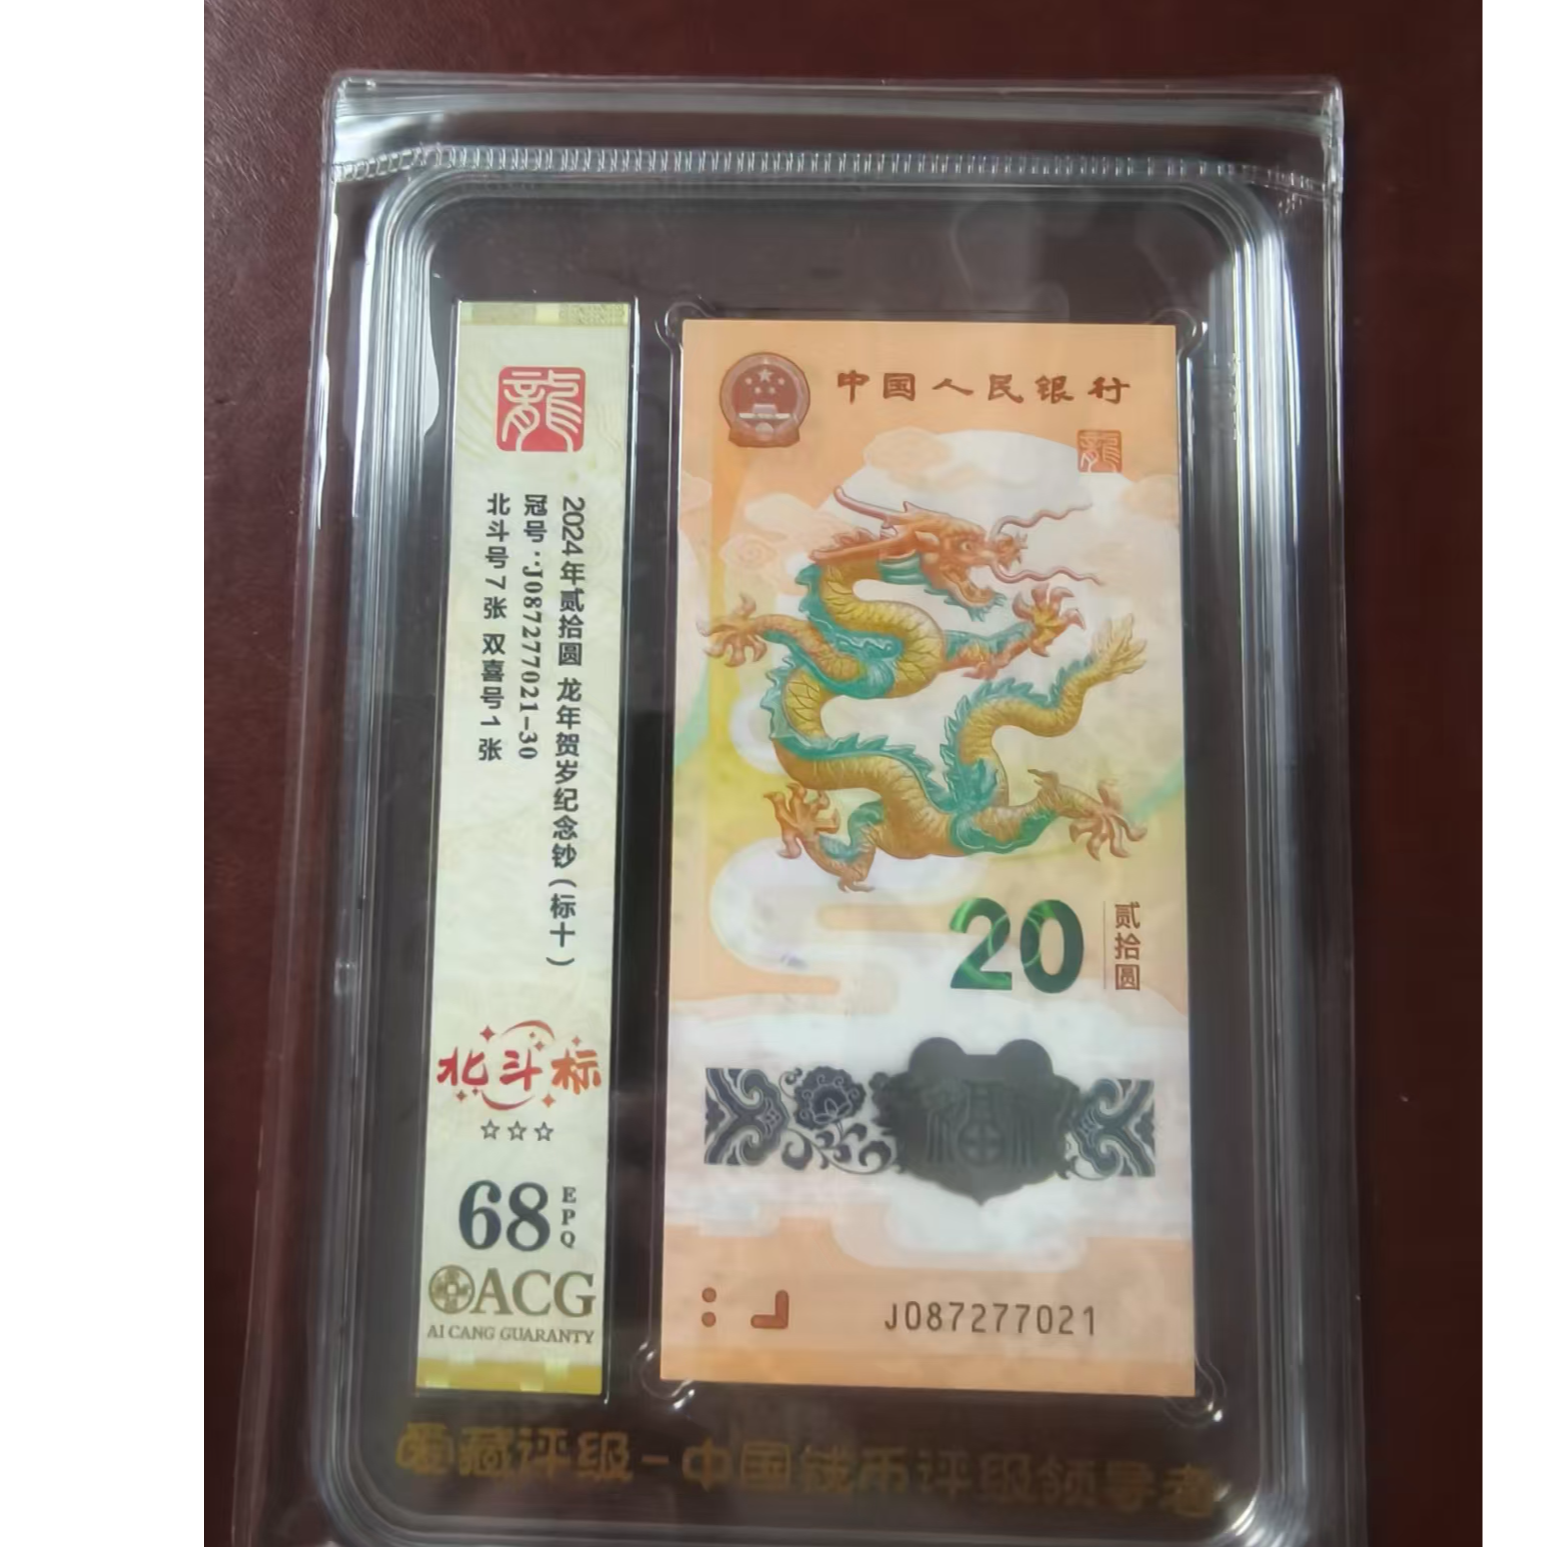 龍
2024年贰拾圆 龙年贺岁纪念钞(标十)
冠号:J087277021-30
北斗号7张 双喜号1张
北斗标
☆☆☆
68 EPQ
ACG
AI CANG GUARANTY
中国人民银行
龍
20 贰拾圆
福
J087277021
爱藏评级-中国钱币评级领导者